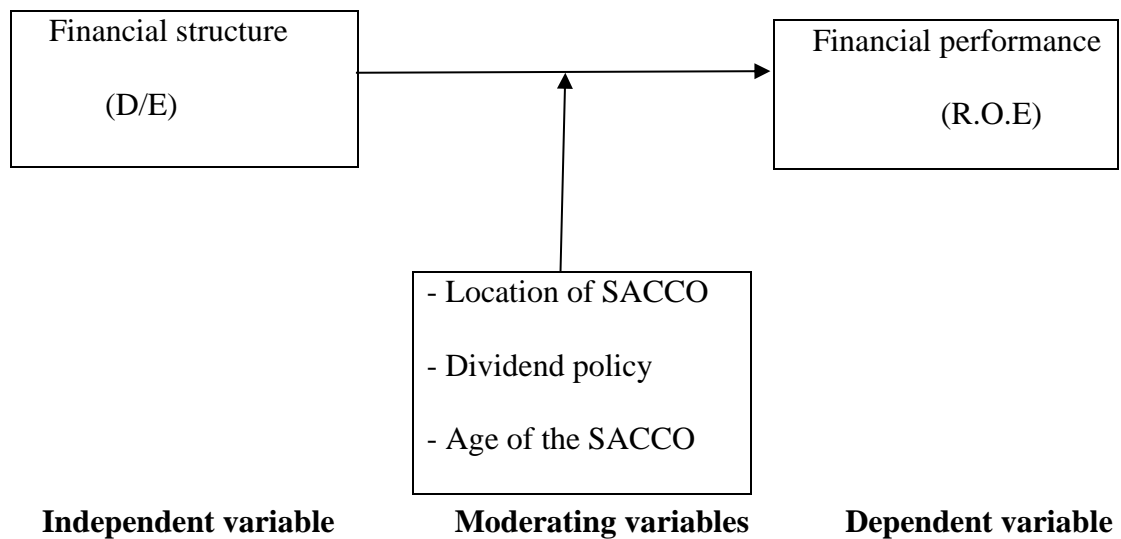 Financial structure
(D/E)
Financial performance
(R.O.E)
- Location of SACCO
- Dividend policy
- Age of the SACCO
Independent variable
Moderating variables
Dependent variable